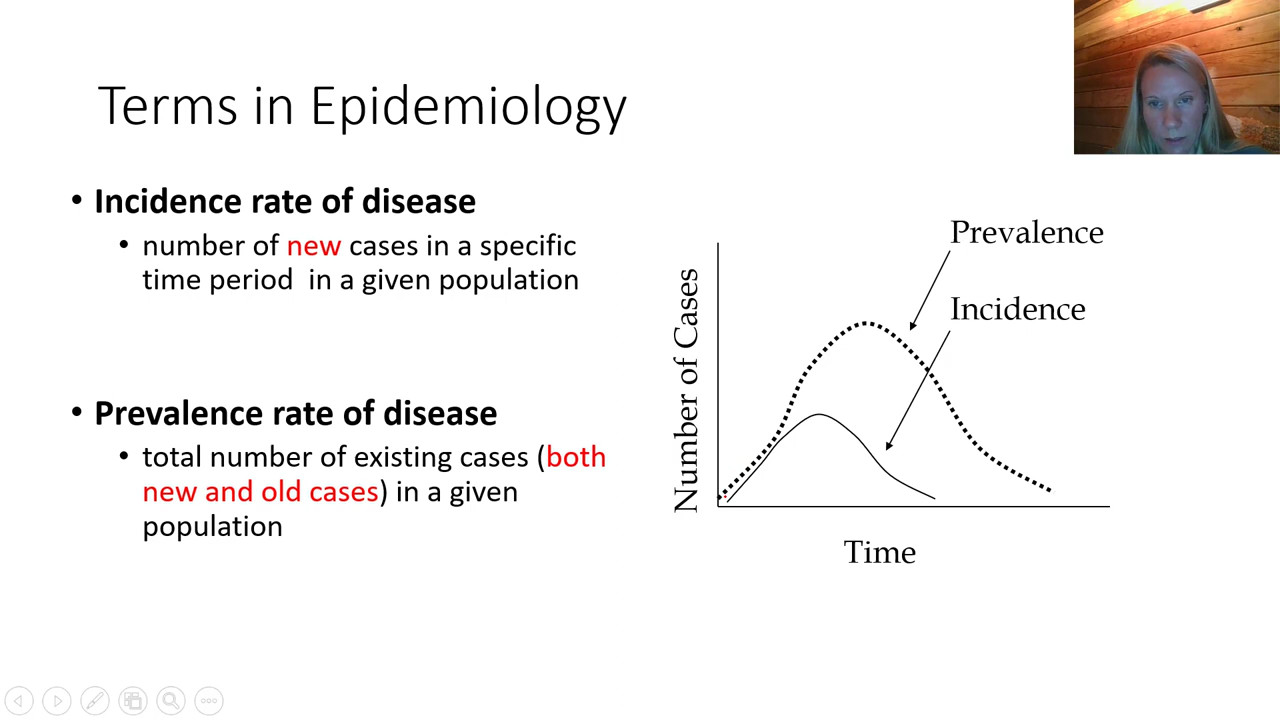 Terms in Epidemiology
• Incidence rate of disease
• number of new cases in a specific
time period  in a given population
• Prevalence rate of disease
• total number of existing cases (both
new and old cases) in a given
population
Prevalence
Incidence
Number of Cases
Time